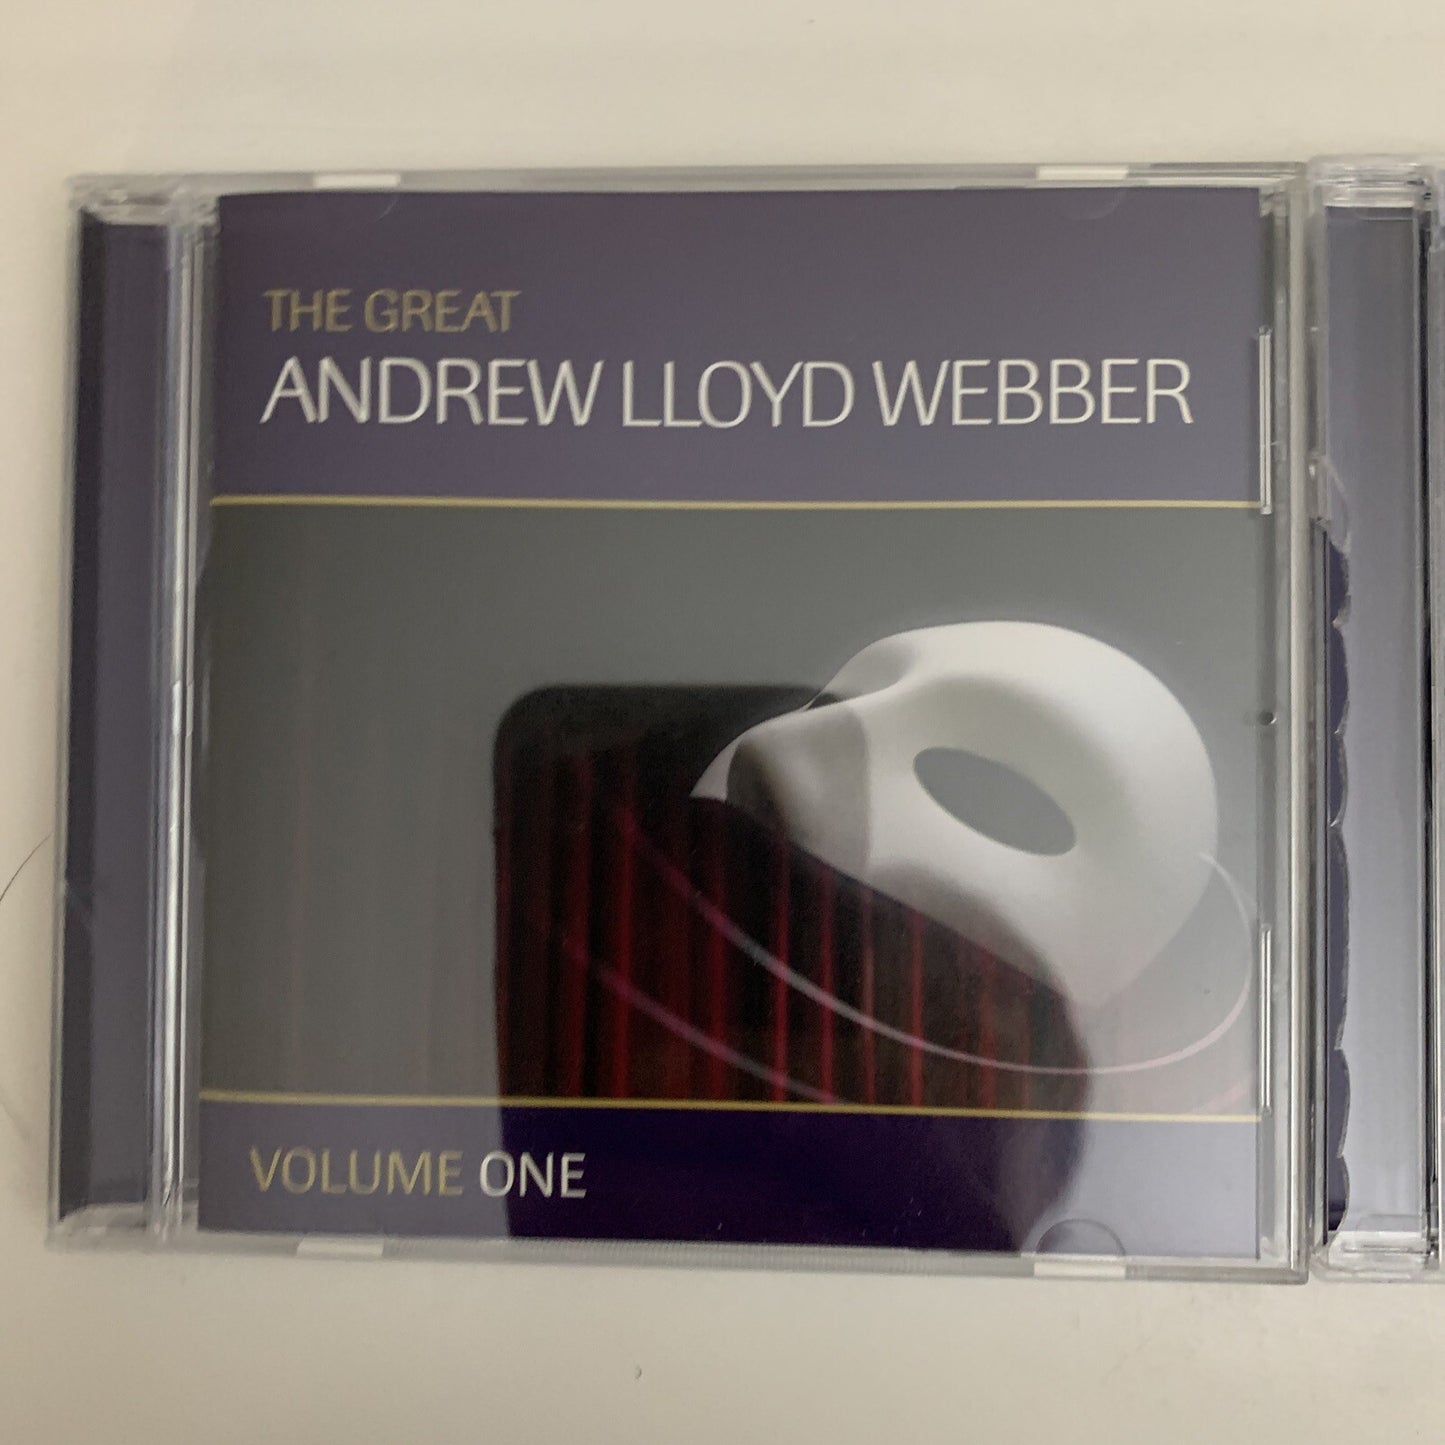 THE GREAT
ANDREW LLOYD WEBBER
VOLUME ONE